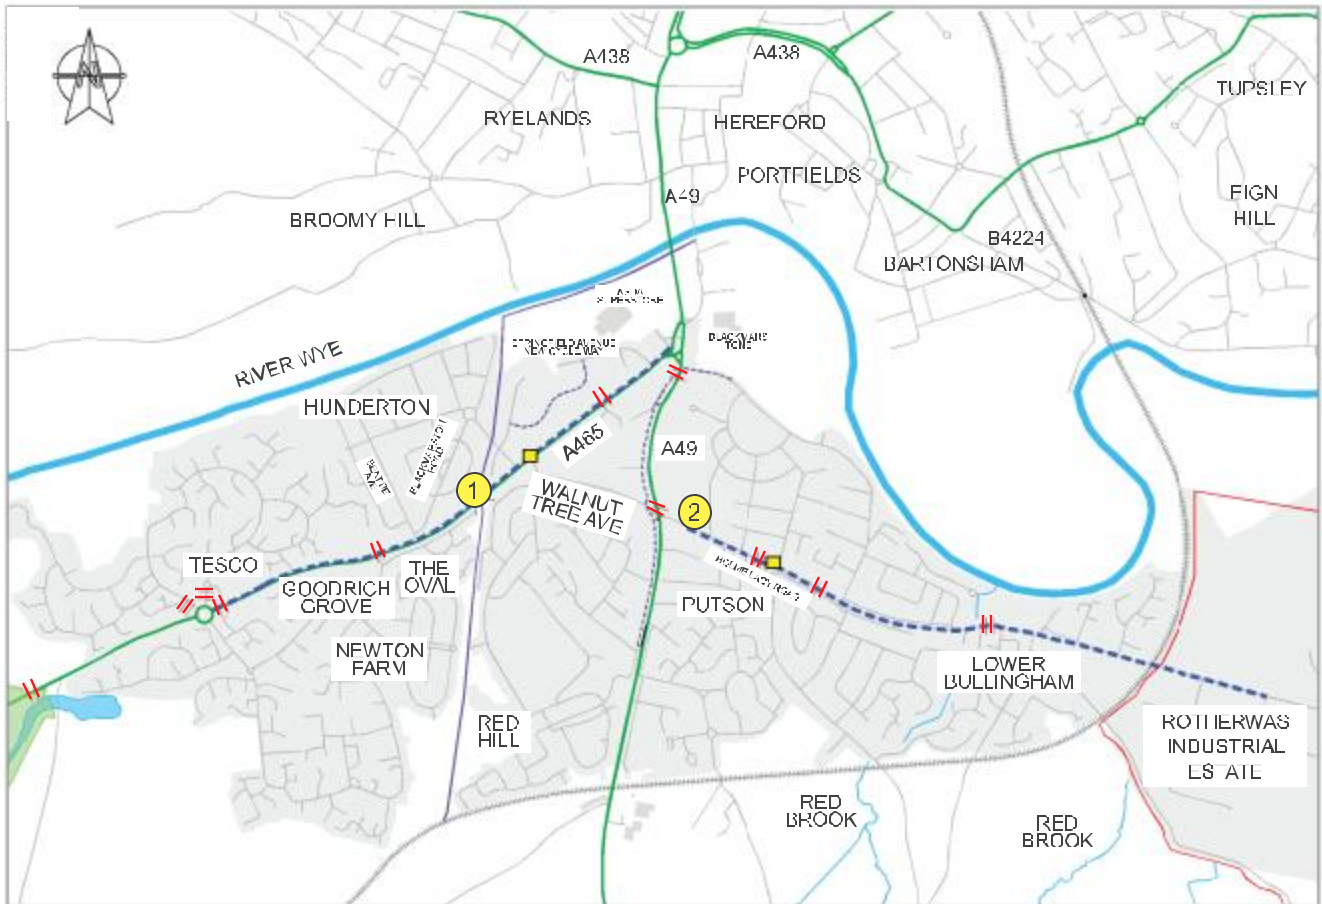 N
A438
A438
TUPSLEY
RYELANDS
HEREFORD
PORTFIELDS
A49
EIGN
HILL
BROOMY HILL
B4224
BARTONSHAM
RIVER WYE
HUNDERTON
A465
A49
1
WALNUT
TREE AVE
2
TESCO
THE
OVAL
GOODRICH
GROVE
PUTSON
NEWTON
FARM
LOWER
BULLINGHAM
RED
HILL
ROTHERWAS
INDUSTRIAL
ESTATE
RED
BROOK
RED
BROOK